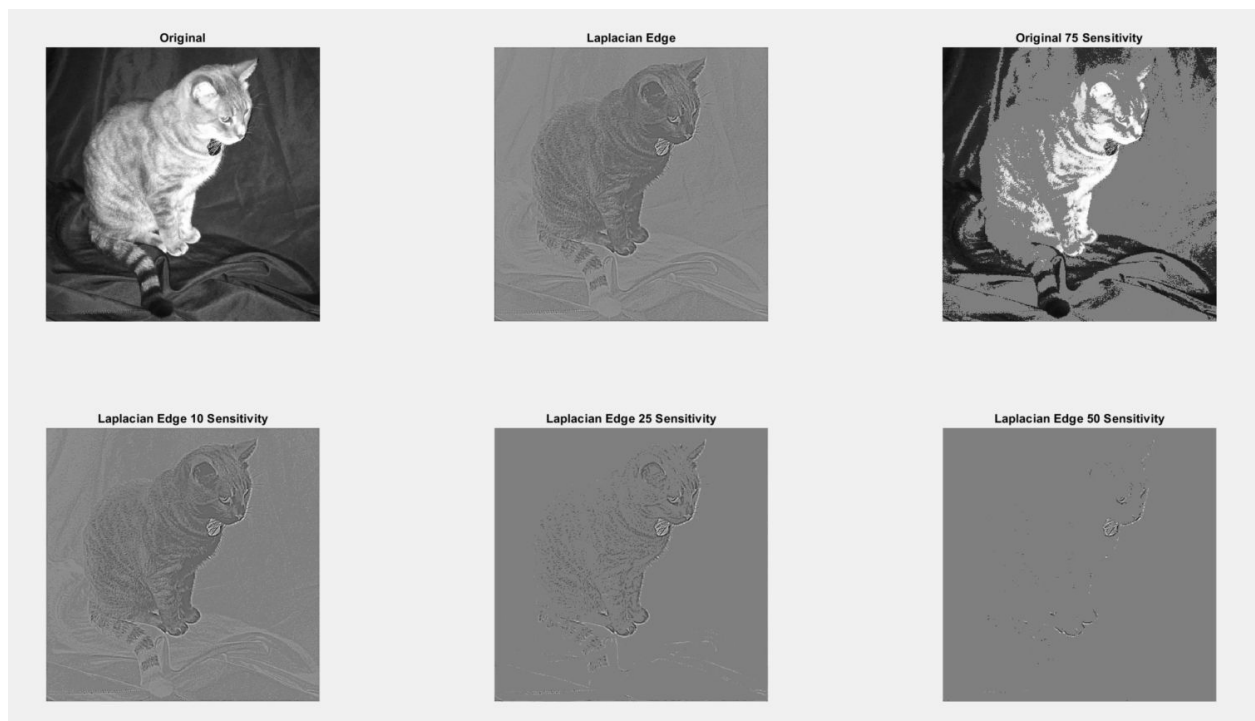 Original
Laplacian Edge
Original 75 Sensitivity
Laplacian Edge 10 Sensitivity
Laplacian Edge 25 Sensitivity
Laplacian Edge 50 Sensitivity